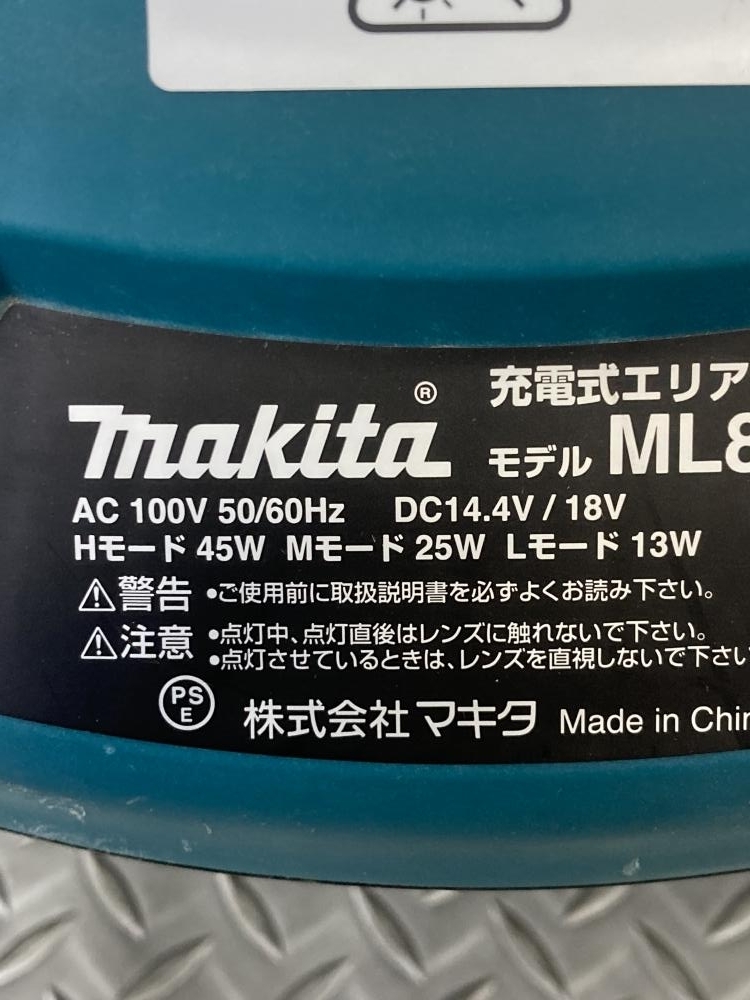 充電式エリア
makita®
モデル ML8
AC 100V 50/60Hz DC14.4V / 18V
Hモード 45W Mモード 25W Lモード 13W
⚠警告 •ご使用前に取扱説明書を必ずよくお読み下さい。
⚠注意 •点灯中、点灯直後はレンズに触れないで下さい。
•点灯させているときは、レンズを直視しないで下さい
PS
E
株式会社 マキタ Made in Chin